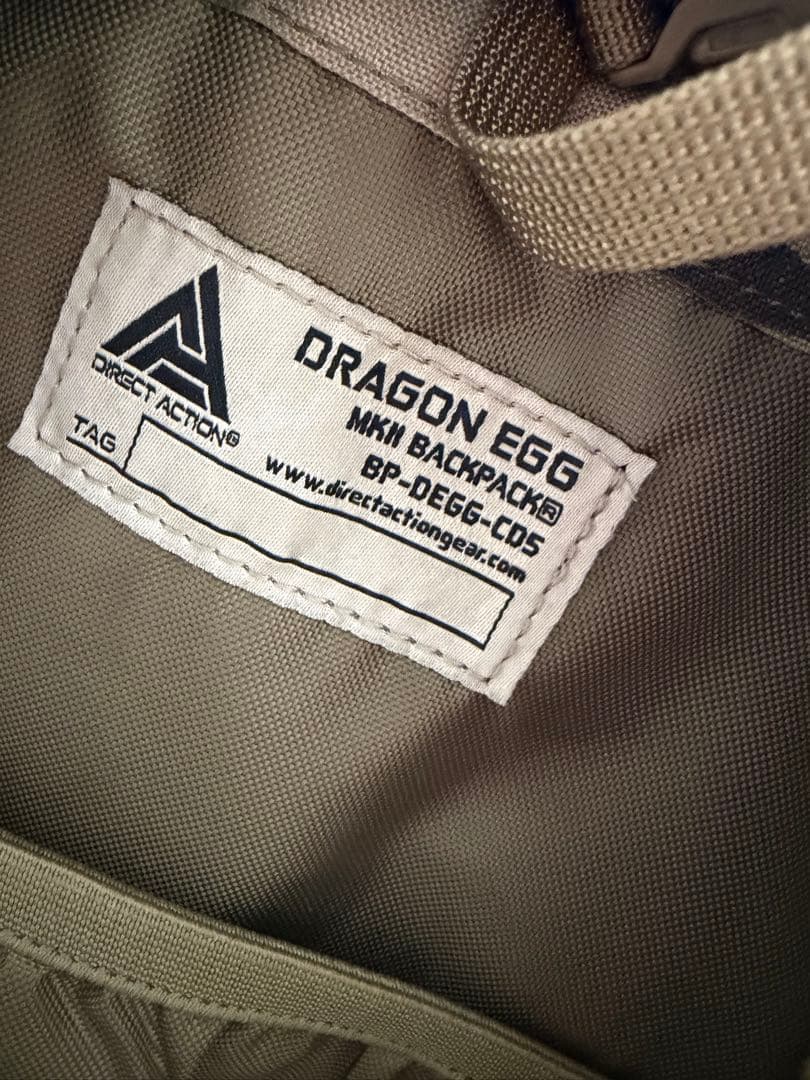 DIRECT ACTION®
DRAGON EGG
MKII BACKPACK®
BP-DEGG-CD5
www.directactiongear.com
TAG